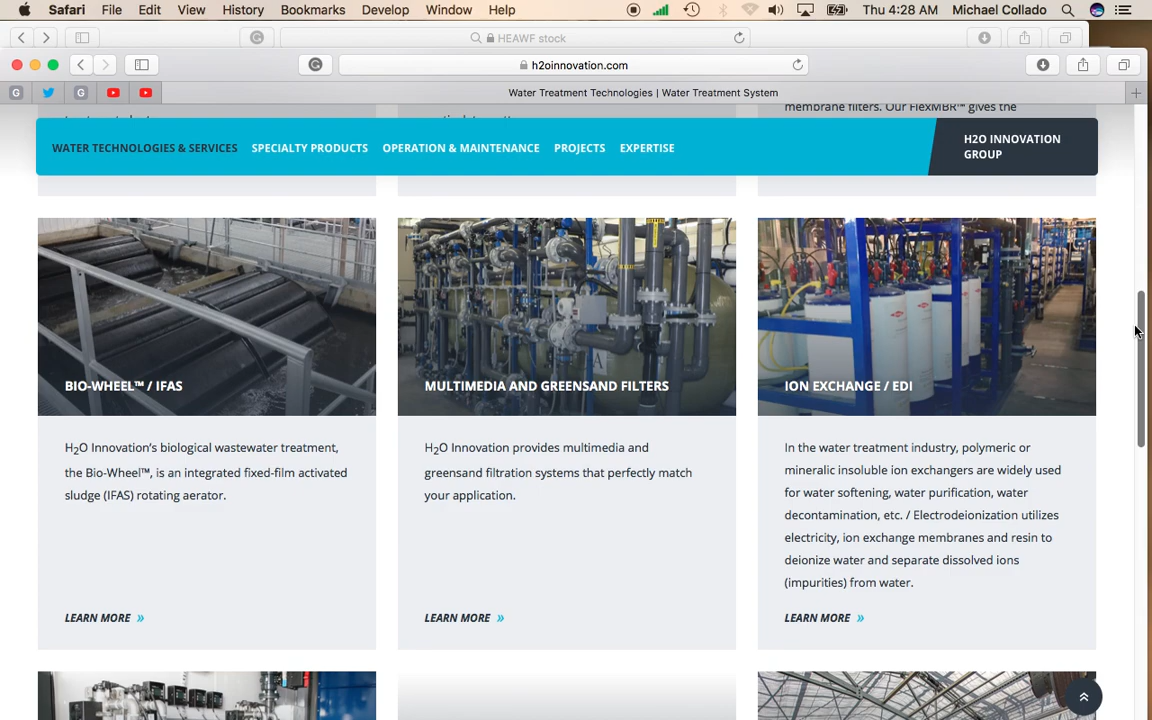 Safari File Edit View History Bookmarks Develop Window Help Thu 4:28 AM Michael Collado
HEAWF stock
h2oinnovation.com
G G Water Treatment Technologies | Water Treatment System
membrane filters. Our FlexMBR™ gives the
WATER TECHNOLOGIES & SERVICES SPECIALTY PRODUCTS OPERATION & MAINTENANCE PROJECTS EXPERTISE
H2O INNOVATION
GROUP
BIO-WHEEL™ / IFAS
H2O Innovation's biological wastewater treatment,
the Bio-Wheel™, is an integrated fixed-film activated
sludge (IFAS) rotating aerator.
LEARN MORE »
MULTIMEDIA AND GREENSAND FILTERS
H2O Innovation provides multimedia and
greensand filtration systems that perfectly match
your application.
LEARN MORE »
ION EXCHANGE / EDI
In the water treatment industry, polymeric or
mineralic insoluble ion exchangers are widely used
for water softening, water purification, water
decontamination, etc. / Electrodeionization utilizes
electricity, ion exchange membranes and resin to
deionize water and separate dissolved ions
(impurities) from water.
LEARN MORE »